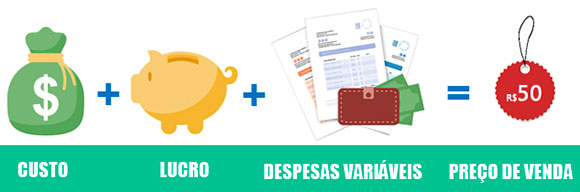 $
+
+
=
R$50
CUSTO
LUCRO
DESPESAS VARIÁVEIS
PREÇO DE VENDA